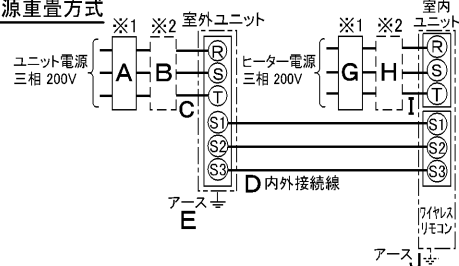 源重畳方式
※1 ※2 室外ユニット
ユニット電源
三相 200V
A B C
R
S
T
S1
S2
S3
D 内外接続線
アース
E
※1 ※2 室内
ユニット
ヒーター電源
三相 200V
G H I
R
S
T
S1
S2
S3
ワイヤレス
リモコン
アース J